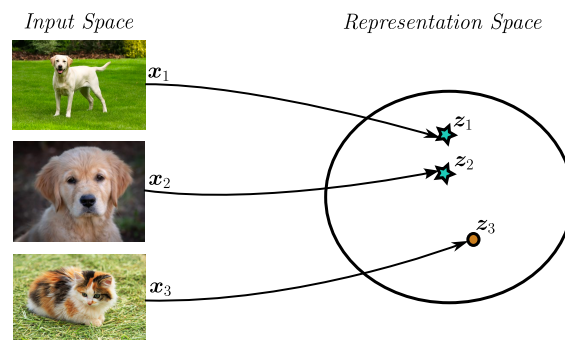 Input Space
Representation Space
x₁
z₁
x₂
z₂
x₃
z₃